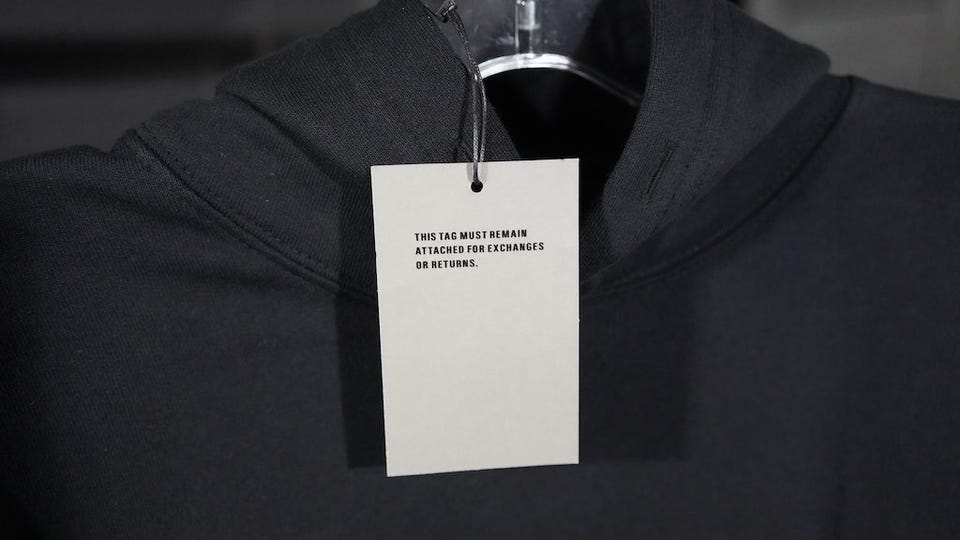 THIS TAG MUST REMAIN
ATTACHED FOR EXCHANGES
OR RETURNS.